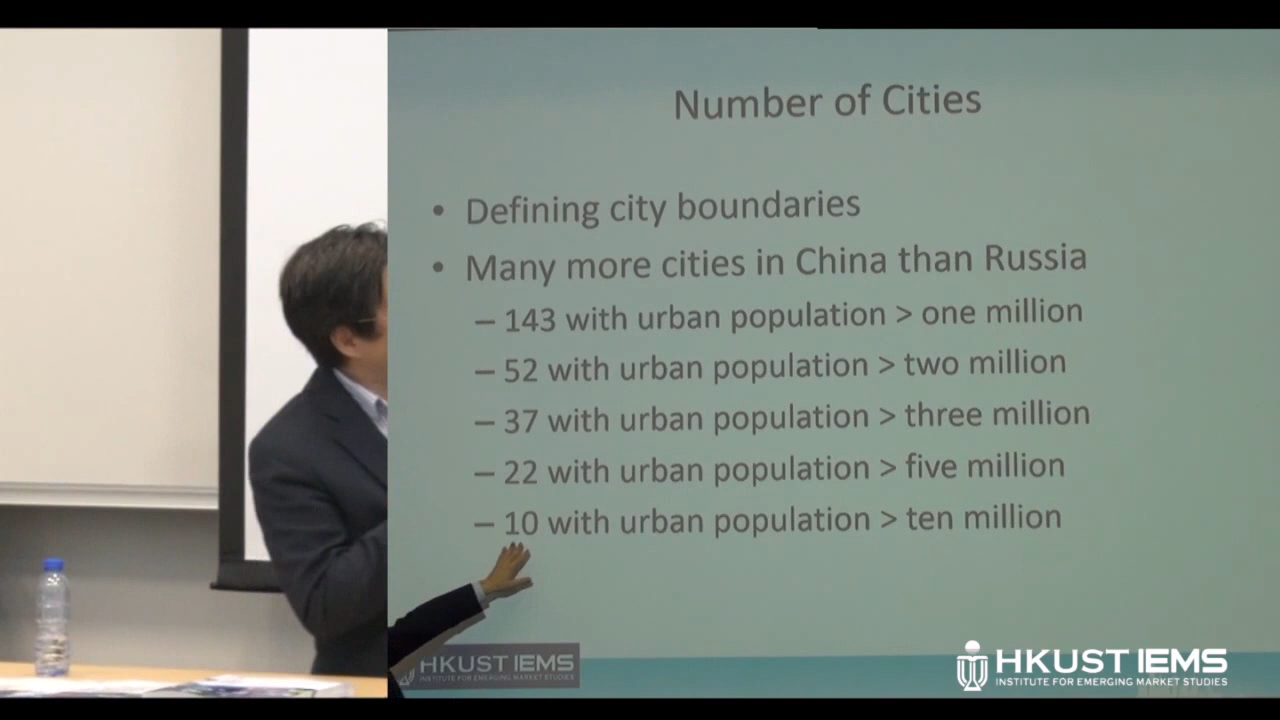 Number of Cities
• Defining city boundaries
• Many more cities in China than Russia
– 143 with urban population > one million
– 52 with urban population > two million
– 37 with urban population > three million
– 22 with urban population > five million
– 10 with urban population > ten million
HKUST IEMS
INSTITUTE FOR EMERGING MARKET STUDIES
HKUST IEMS
INSTITUTE FOR EMERGING MARKET STUDIES